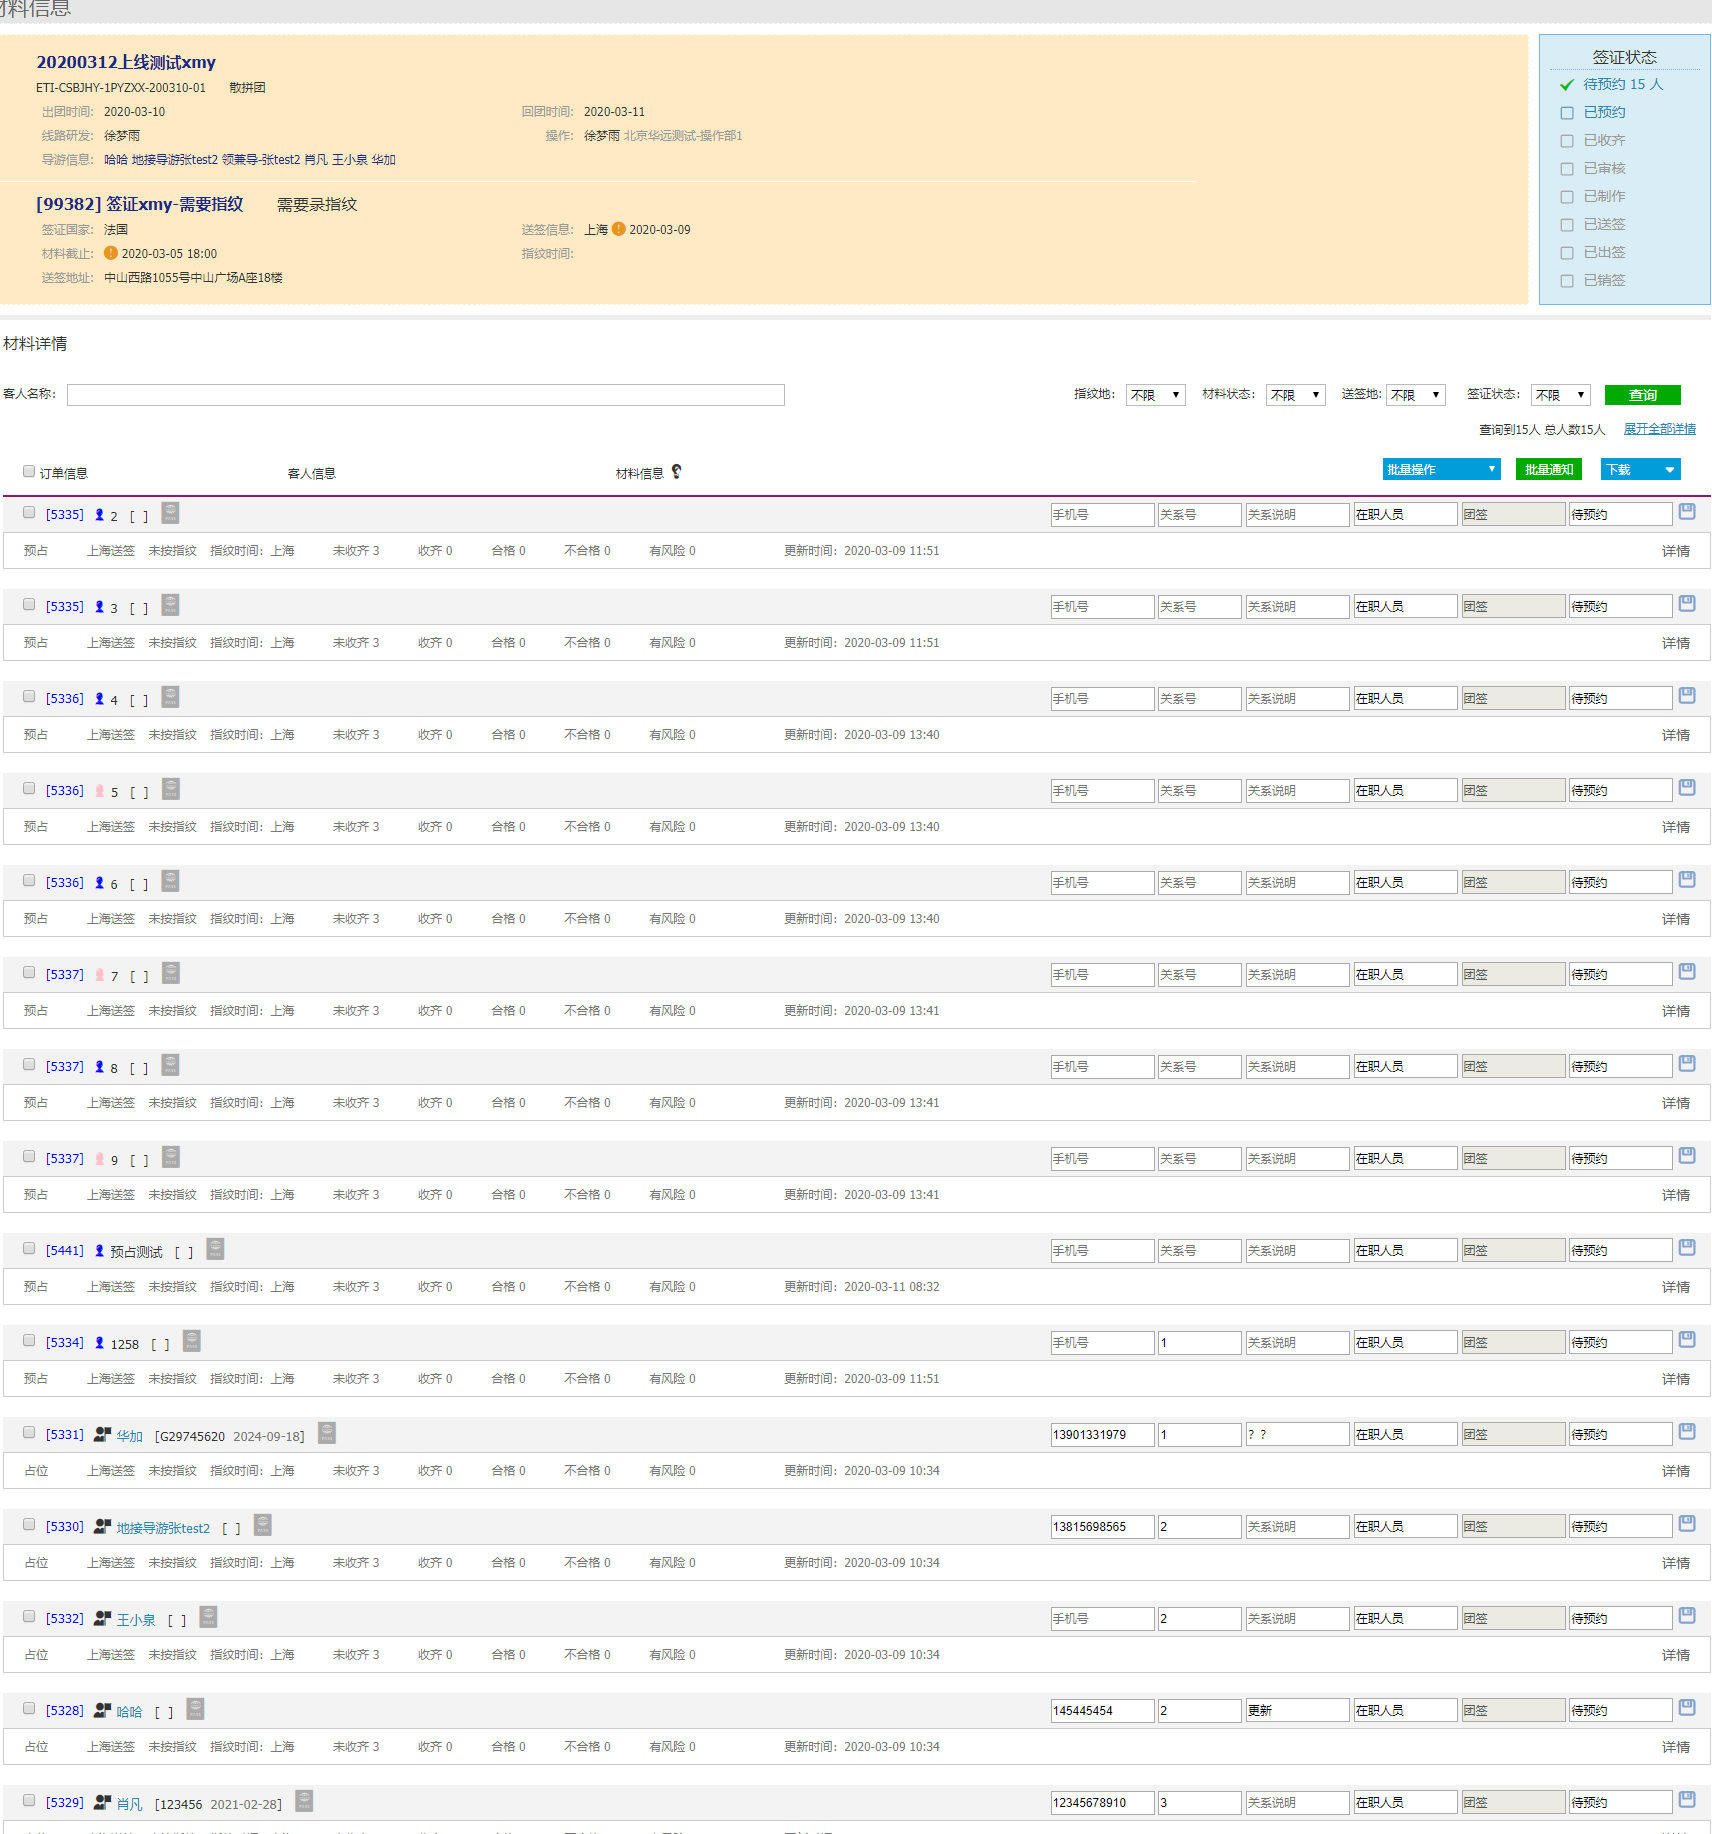 材料信息
20200312上线测试xmy
ETI-CSBJHY-1PYZXX-200310-01 散拼团
出团时间: 2020-03-10 回团时间: 2020-03-11
线路研发: 徐梦雨 操作: 徐梦雨 北京华远测试-操作部1
导游信息: 哈哈 地接导游张test2 领兼导-张test2 肖凡 王小泉 华加
[99382] 签证xmy-需要指纹 需要录指纹
签证国家: 法国 送签信息: 上海 2020-03-09
材料截止: 2020-03-05 18:00 指纹时间:
送签地址: 中山西路1055号中山广场A座18楼
签证状态
待预约 15 人
已预约
已收齐
已审核
已制作
已送签
已出签
已销签
材料详情
客人名称: 指纹地: 不限 材料状态: 不限 送签地: 不限 签证状态: 不限 查询
查询到15人 总人数15人 展开全部详情
订单信息 客人信息 材料信息 批量操作 批量通知 下载
[5335] 2 [ ] 手机号 关系号 关系说明 在职人员 团签 待预约
预占 上海送签 未按指纹 指纹时间: 上海 未收齐 3 收齐 0 合格 0 不合格 0 有风险 0 更新时间: 2020-03-09 11:51 详情
[5335] 3 [ ] 手机号 关系号 关系说明 在职人员 团签 待预约
预占 上海送签 未按指纹 指纹时间: 上海 未收齐 3 收齐 0 合格 0 不合格 0 有风险 0 更新时间: 2020-03-09 11:51 详情
[5336] 4 [ ] 手机号 关系号 关系说明 在职人员 团签 待预约
预占 上海送签 未按指纹 指纹时间: 上海 未收齐 3 收齐 0 合格 0 不合格 0 有风险 0 更新时间: 2020-03-09 13:40 详情
[5336] 5 [ ] 手机号 关系号 关系说明 在职人员 团签 待预约
预占 上海送签 未按指纹 指纹时间: 上海 未收齐 3 收齐 0 合格 0 不合格 0 有风险 0 更新时间: 2020-03-09 13:40 详情
[5336] 6 [ ] 手机号 关系号 关系说明 在职人员 团签 待预约
预占 上海送签 未按指纹 指纹时间: 上海 未收齐 3 收齐 0 合格 0 不合格 0 有风险 0 更新时间: 2020-03-09 13:40 详情
[5337] 7 [ ] 手机号 关系号 关系说明 在职人员 团签 待预约
预占 上海送签 未按指纹 指纹时间: 上海 未收齐 3 收齐 0 合格 0 不合格 0 有风险 0 更新时间: 2020-03-09 13:41 详情
[5337] 8 [ ] 手机号 关系号 关系说明 在职人员 团签 待预约
预占 上海送签 未按指纹 指纹时间: 上海 未收齐 3 收齐 0 合格 0 不合格 0 有风险 0 更新时间: 2020-03-09 13:41 详情
[5337] 9 [ ] 手机号 关系号 关系说明 在职人员 团签 待预约
预占 上海送签 未按指纹 指纹时间: 上海 未收齐 3 收齐 0 合格 0 不合格 0 有风险 0 更新时间: 2020-03-09 13:41 详情
[5441] 预占测试 [ ] 手机号 关系号 关系说明 在职人员 团签 待预约
预占 上海送签 未按指纹 指纹时间: 上海 未收齐 3 收齐 0 合格 0 不合格 0 有风险 0 更新时间: 2020-03-11 08:32 详情
[5334] 1258 [ ] 手机号 1 关系说明 在职人员 团签 待预约
预占 上海送签 未按指纹 指纹时间: 上海 未收齐 3 收齐 0 合格 0 不合格 0 有风险 0 更新时间: 2020-03-09 11:51 详情
[5331] 华加 [G29745620 2024-09-18] 13901331979 1 ？？ 在职人员 团签 待预约
占位 上海送签 未按指纹 指纹时间: 上海 未收齐 3 收齐 0 合格 0 不合格 0 有风险 0 更新时间: 2020-03-09 10:34 详情
[5330] 地接导游张test2 [ ] 13815698565 2 关系说明 在职人员 团签 待预约
占位 上海送签 未按指纹 指纹时间: 上海 未收齐 3 收齐 0 合格 0 不合格 0 有风险 0 更新时间: 2020-03-09 10:34 详情
[5332] 王小泉 [ ] 手机号 2 关系说明 在职人员 团签 待预约
占位 上海送签 未按指纹 指纹时间: 上海 未收齐 3 收齐 0 合格 0 不合格 0 有风险 0 更新时间: 2020-03-09 10:34 详情
[5328] 哈哈 [ ] 145445454 2 更新 在职人员 团签 待预约
占位 上海送签 未按指纹 指纹时间: 上海 未收齐 3 收齐 0 合格 0 不合格 0 有风险 0 更新时间: 2020-03-09 10:34 详情
[5329] 肖凡 [123456 2021-02-28] 12345678910 3 关系说明 在职人员 团签 待预约